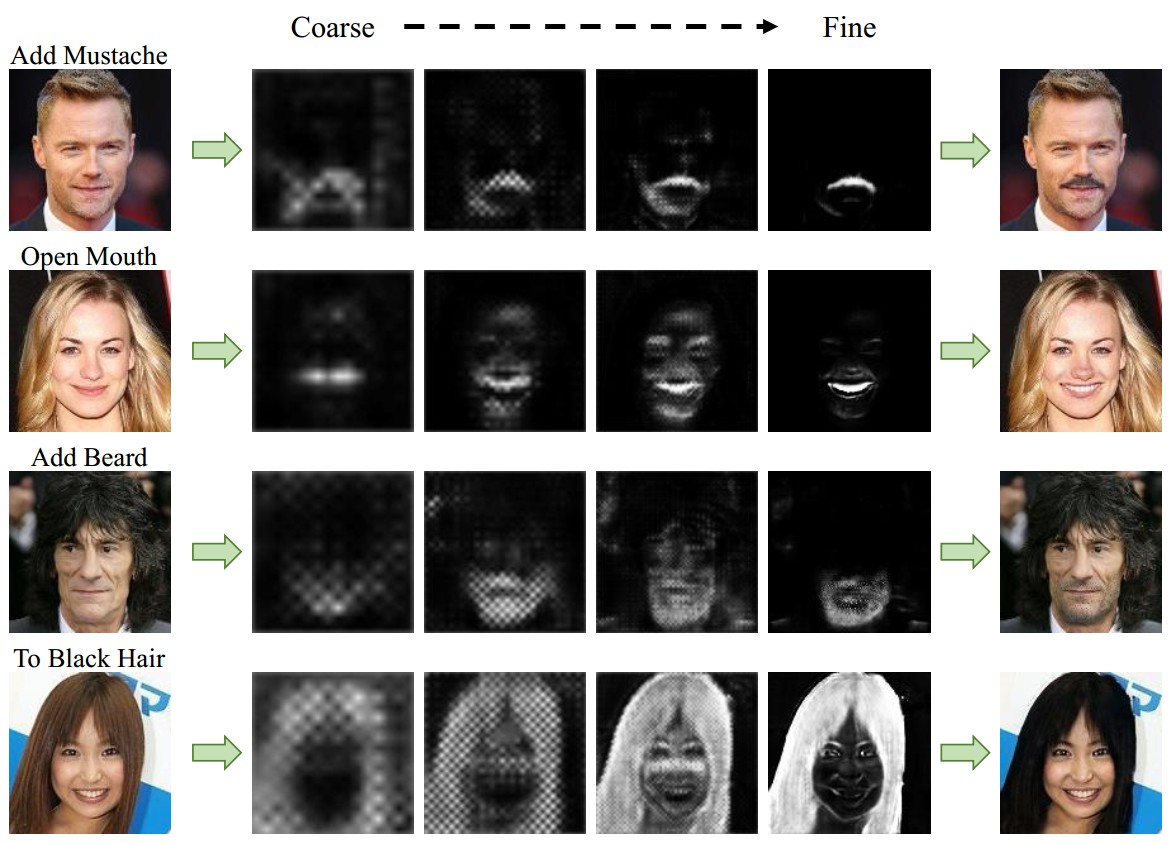 Coarse
Fine
Add Mustache
Open Mouth
Add Beard
To Black Hair